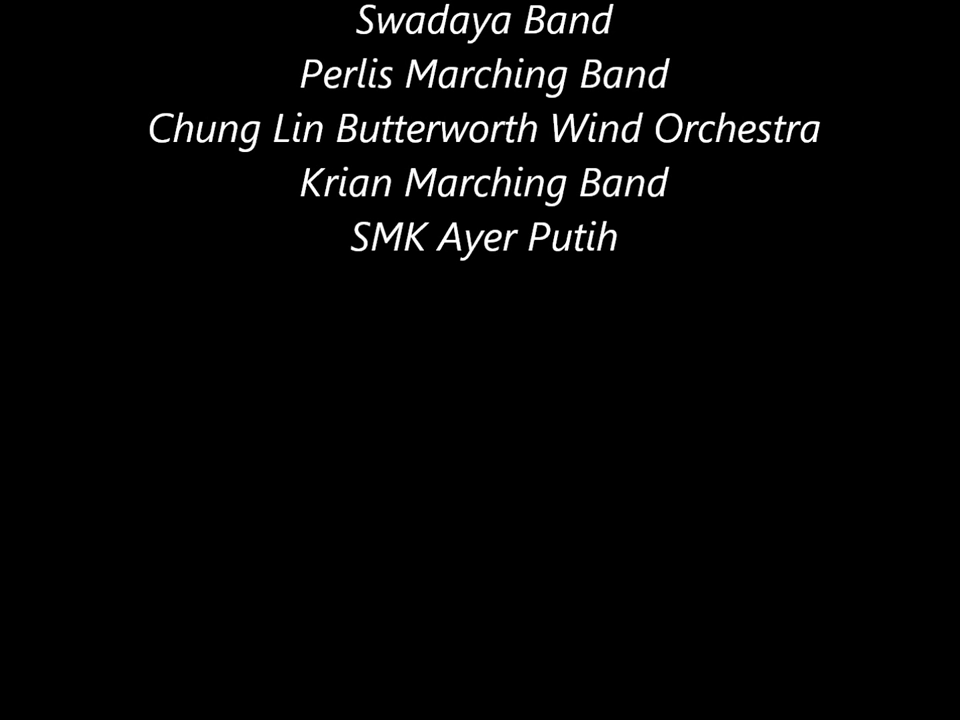 Swadaya Band
Perlis Marching Band
Chung Lin Butterworth Wind Orchestra
Krian Marching Band
SMK Ayer Putih